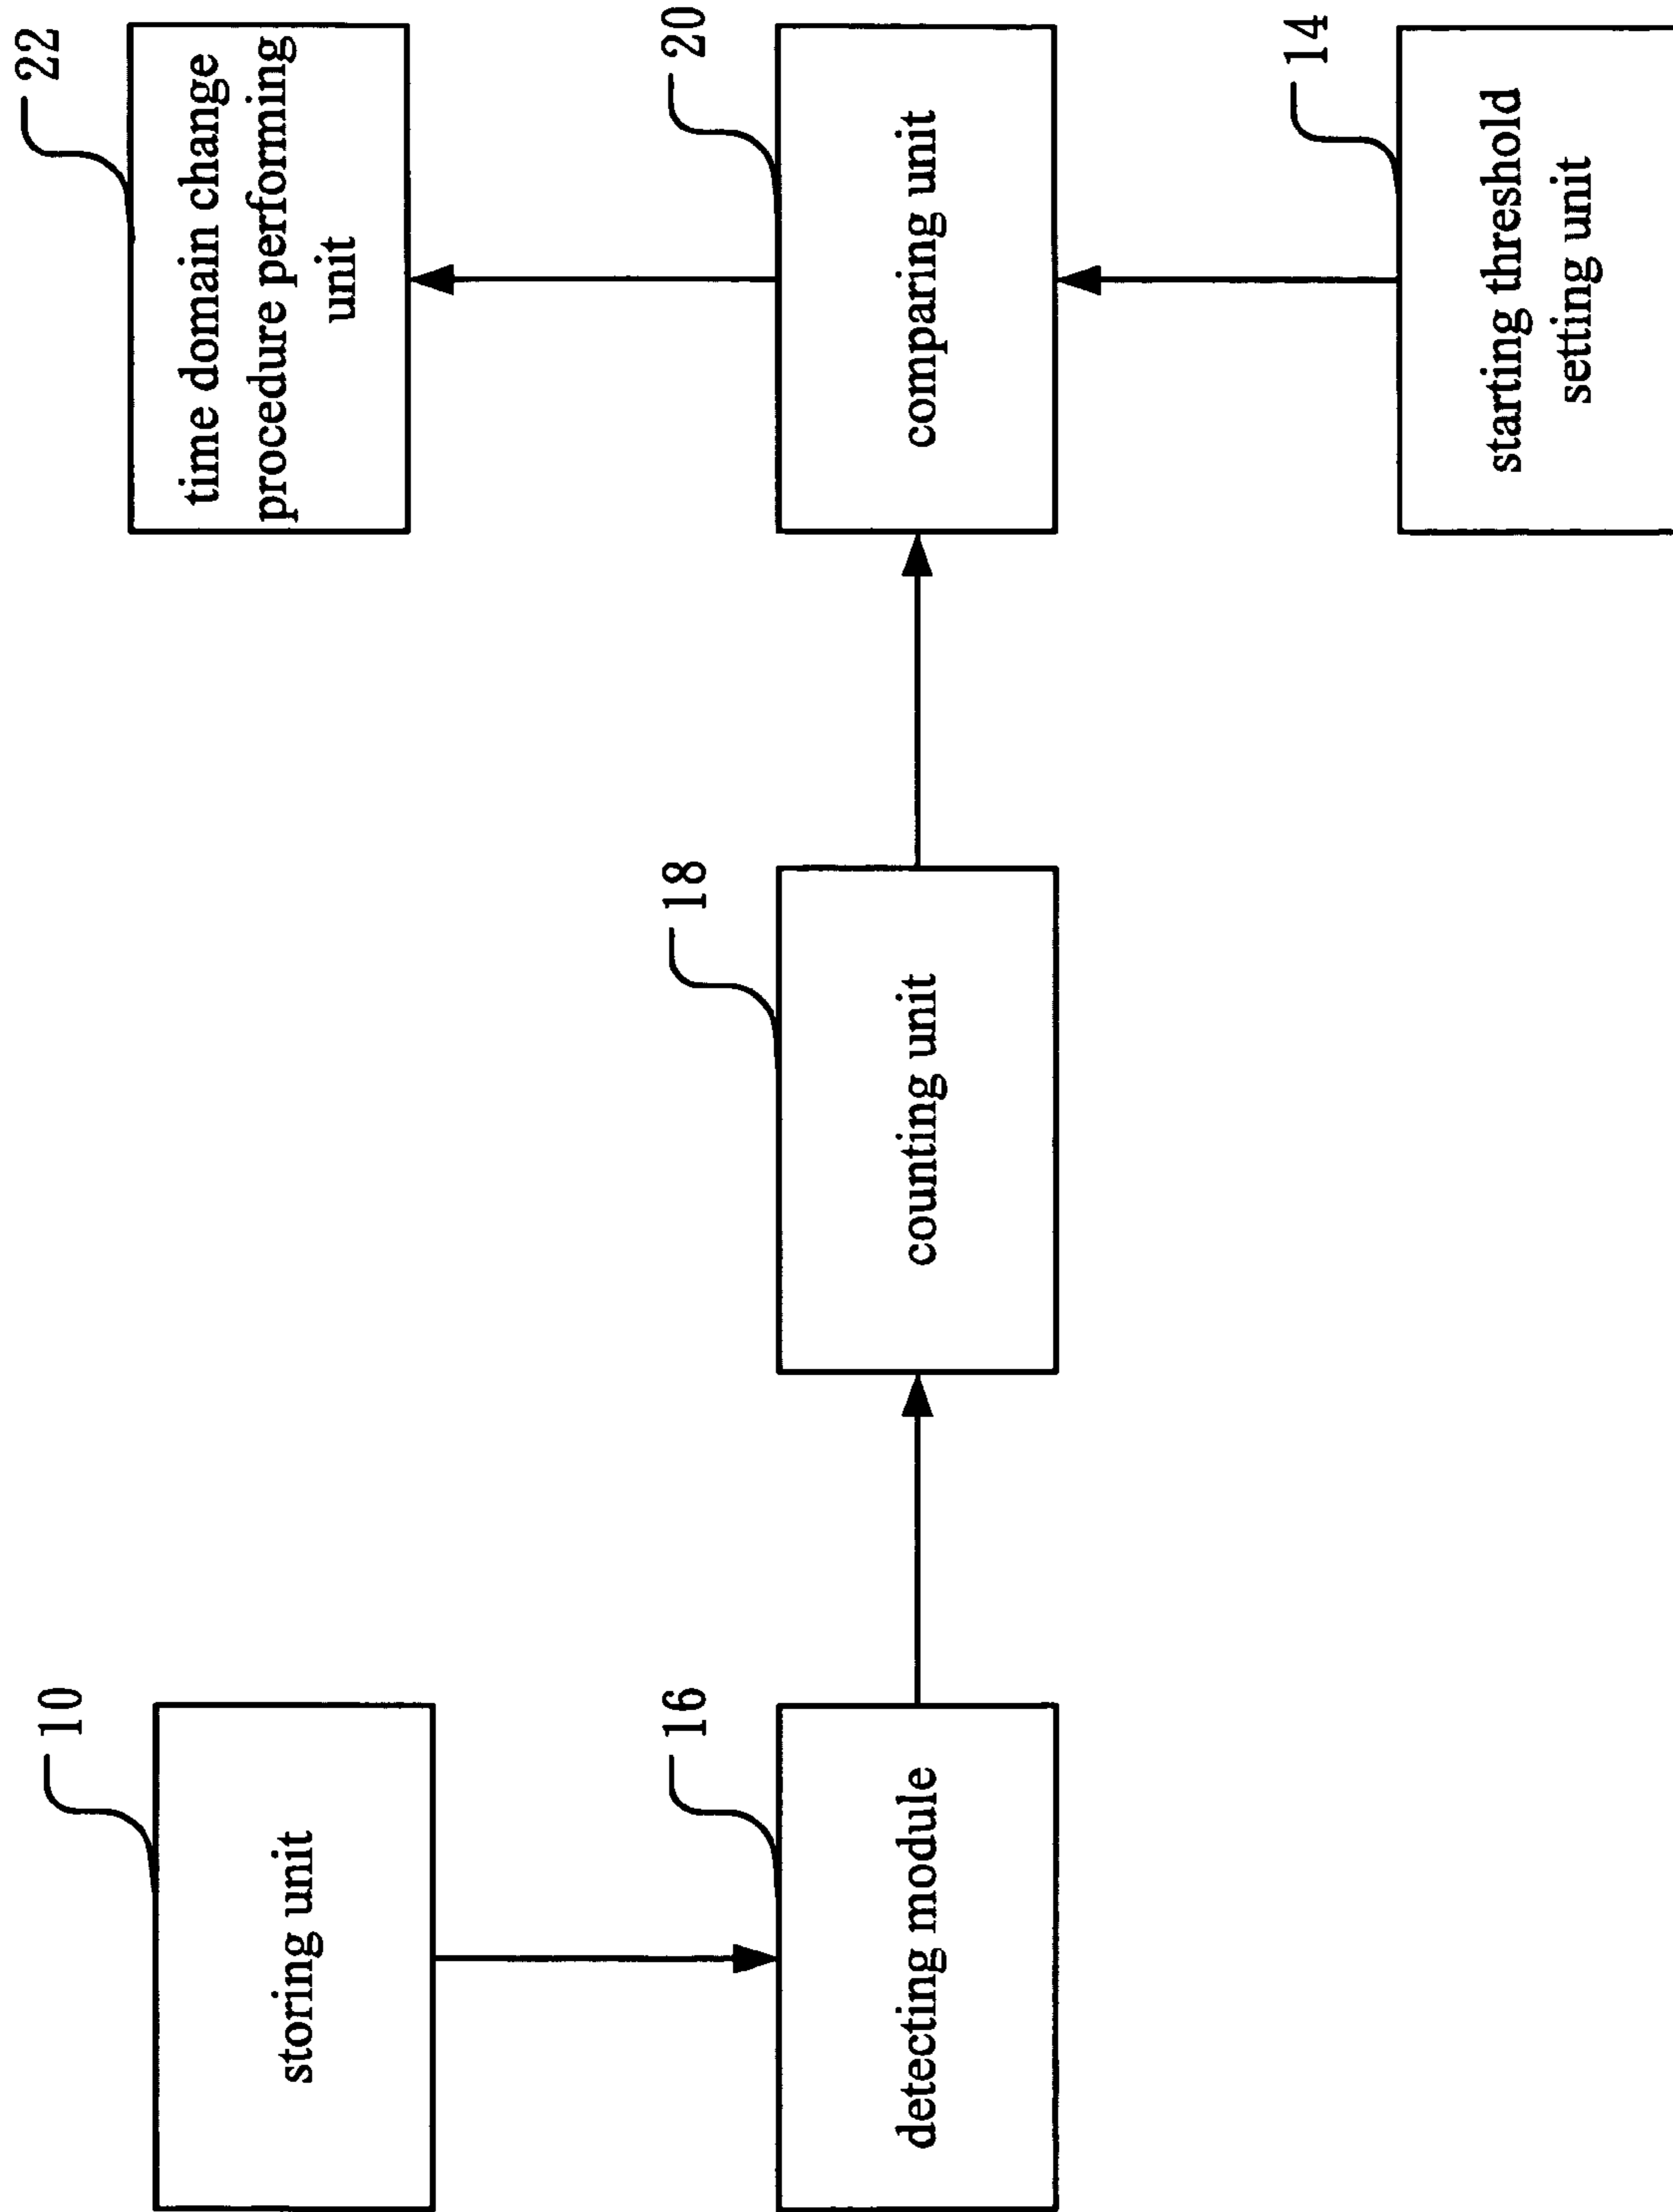 10
storing unit
22
time domain change
procedure performing
unit
16
detecting module
18
counting unit
20
comparing unit
14
starting threshold
setting unit